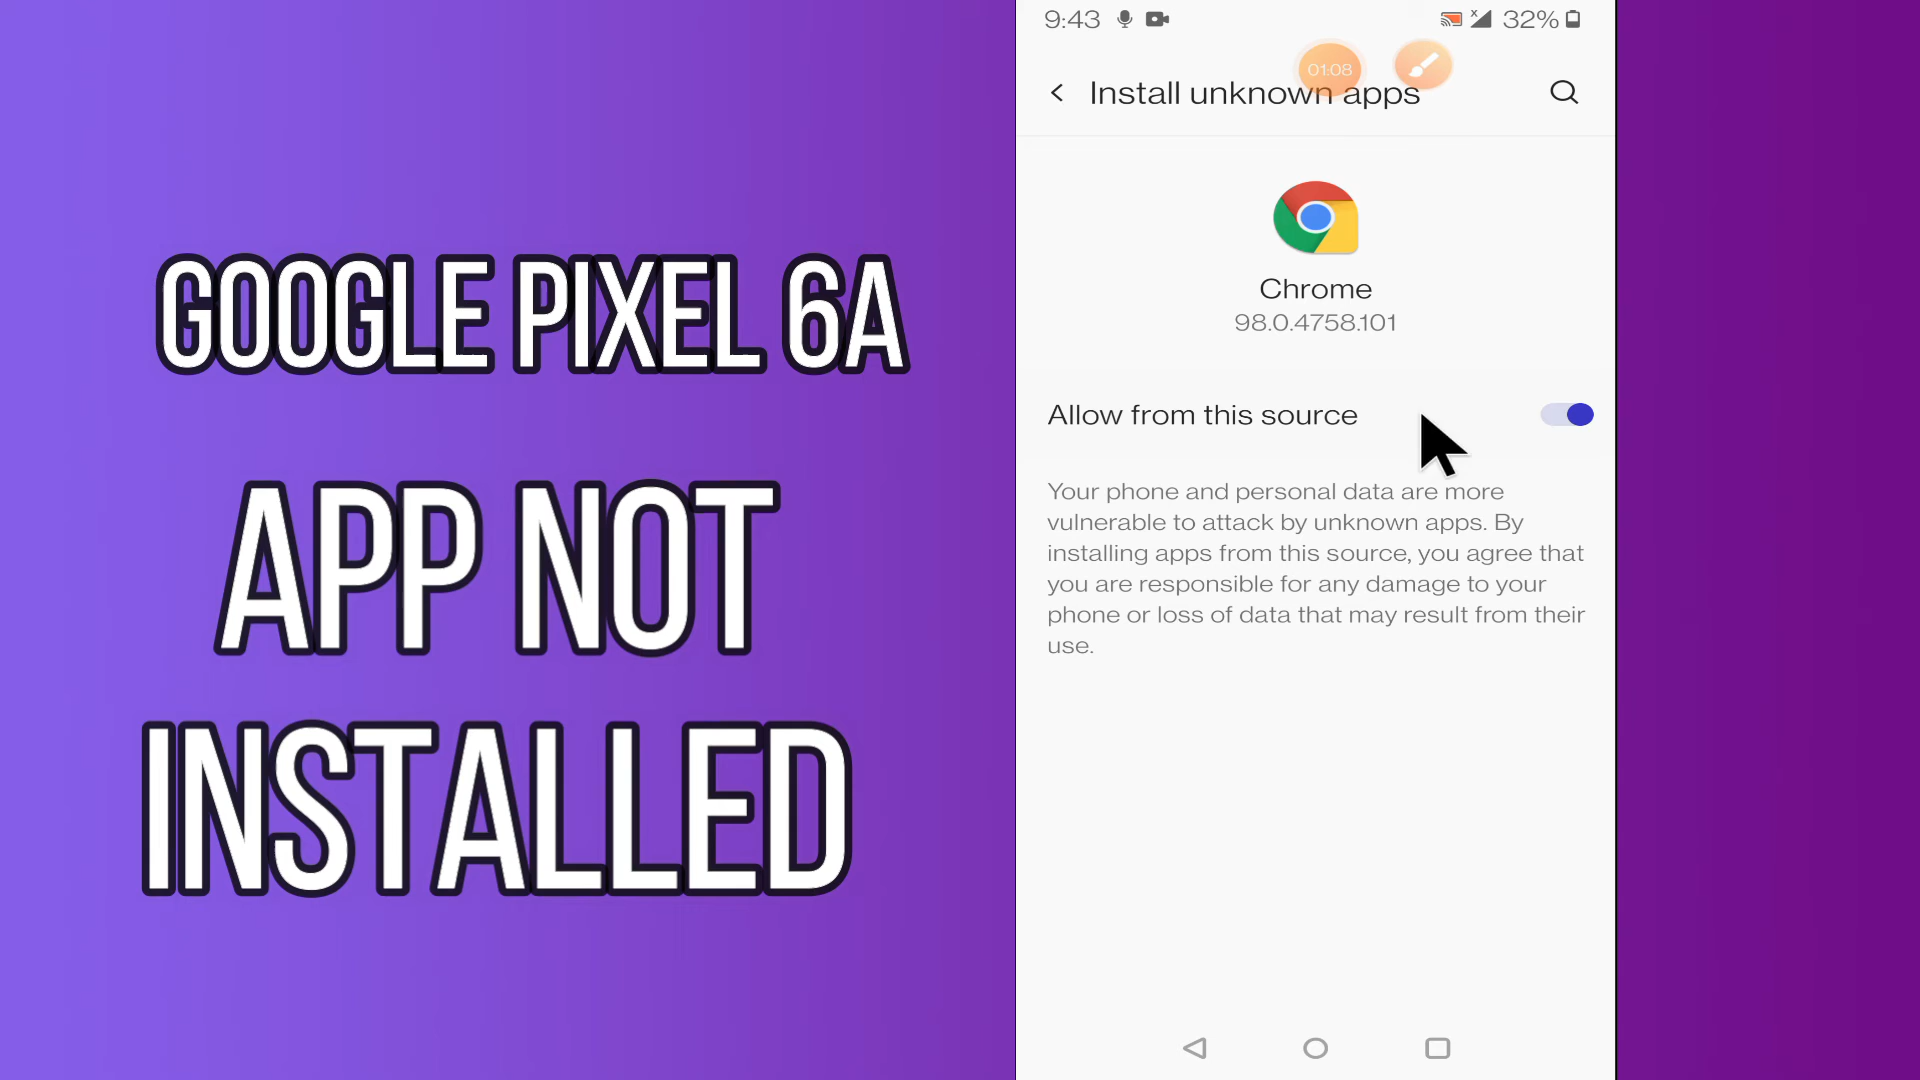 GOOGLE PIXEL 6A
APP NOT
INSTALLED
9:43
x
32%
01:08
Install unknown apps
Chrome
98.0.4758.101
Allow from this source
Your phone and personal data are more
vulnerable to attack by unknown apps. By
installing apps from this source, you agree that
you are responsible for any damage to your
phone or loss of data that may result from their
use.